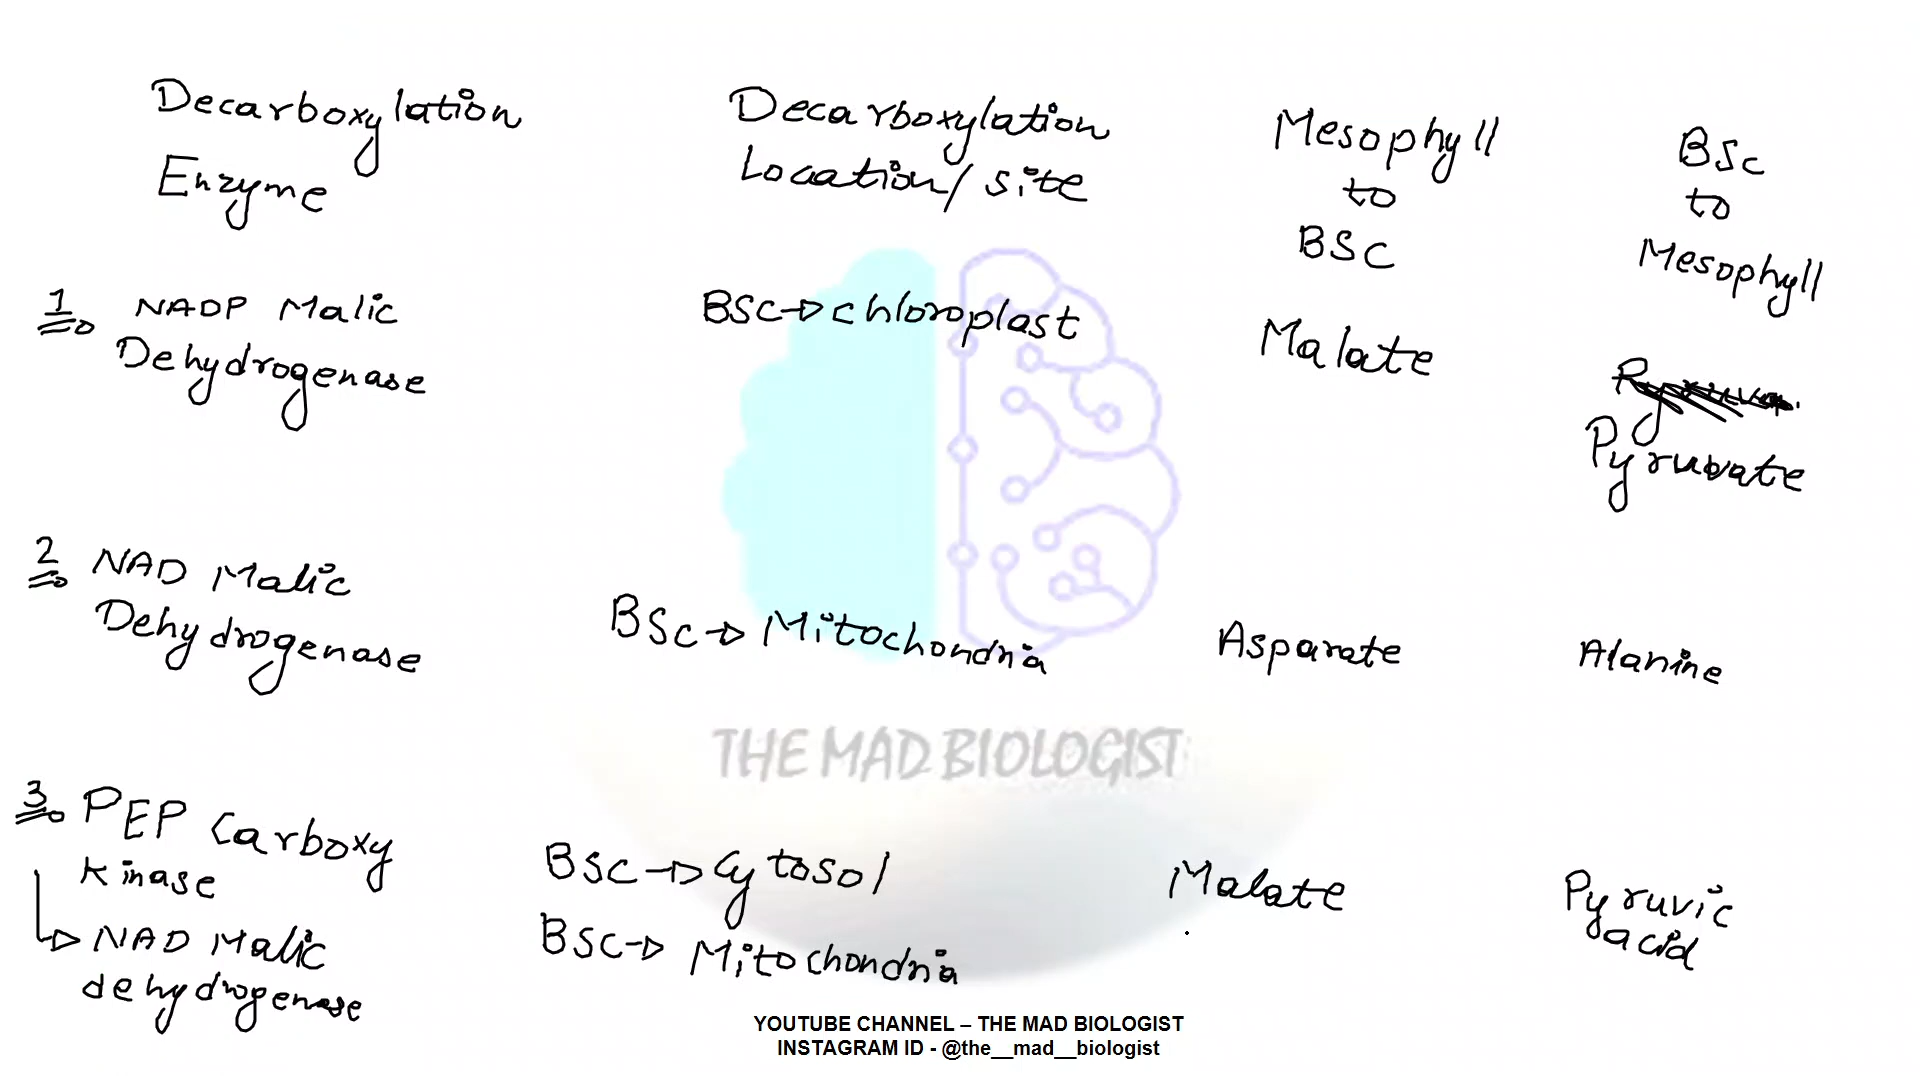 Decarboxylation
Enzyme
Decarboxylation
Location/site
Mesophyll
to
BSC
BSC
to
Mesophyll
1. NADP Malic
Dehydrogenase
BSC→chloroplast
Malate
Pyruvate
2. NAD Malic
Dehydrogenase
BSC→Mitochondria
Asparate
Alanine
THE MAD BIOLOGIST
3. PEP Carboxy
Kinase
→NAD Malic
dehydrogenase
BSC→Cytosol
BSC→Mitochondria
Malate
Pyruvic
acid
YOUTUBE CHANNEL – THE MAD BIOLOGIST
INSTAGRAM ID - @the__mad__biologist